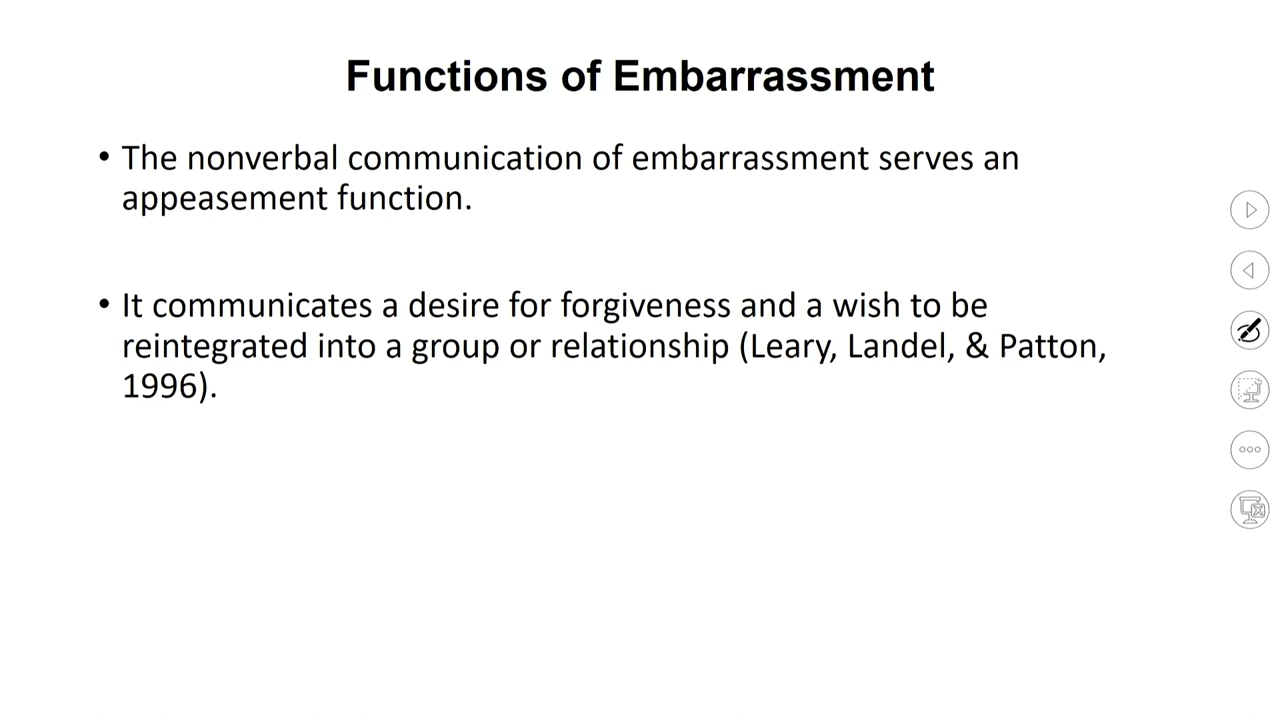 Functions of Embarrassment
• The nonverbal communication of embarrassment serves an
appeasement function.
• It communicates a desire for forgiveness and a wish to be
reintegrated into a group or relationship (Leary, Landel, & Patton,
1996).